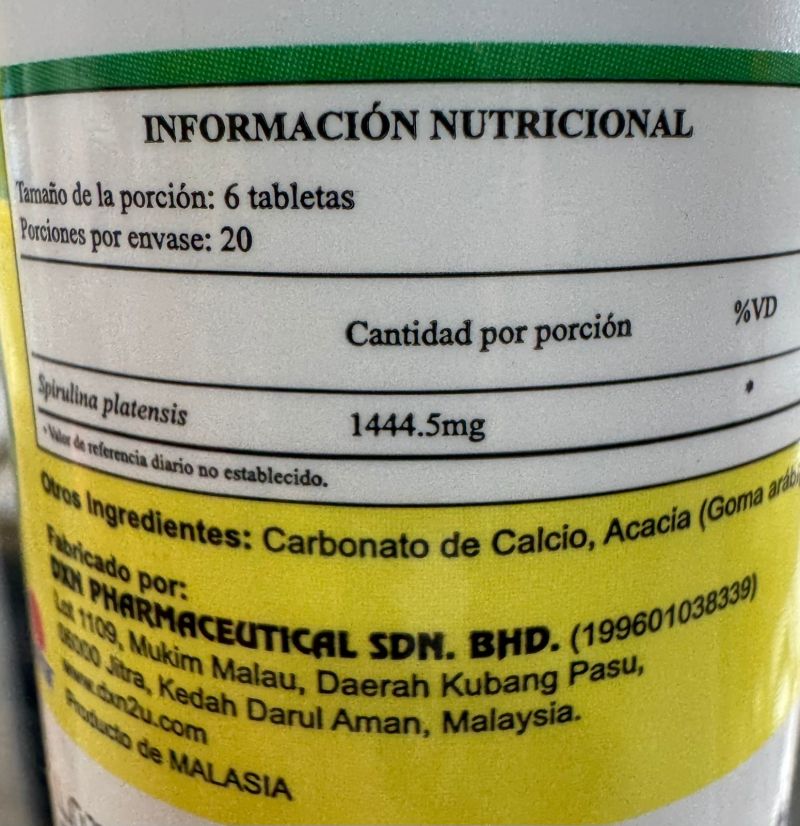 INFORMACIÓN NUTRICIONAL
Tamaño de la porción: 6 tabletas
Porciones por envase: 20
Cantidad por porción %VD
Spirulina platensis 1444.5mg *
* Valor de referencia diario no establecido.
Otros Ingredientes: Carbonato de Calcio, Acacia (Goma arábi
Fabricado por:
DXN PHARMACEUTICAL SDN. BHD. (199601038339)
Lot 1109, Mukim Malau, Daerah Kubang Pasu,
06000 Jitra, Kedah Darul Aman, Malaysia.
www.dxn2u.com
Producto de MALASIA